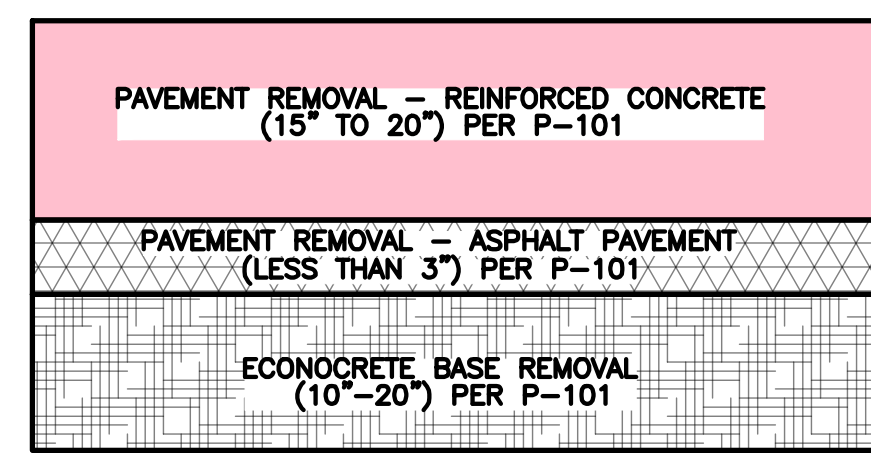 PAVEMENT REMOVAL – REINFORCED CONCRETE
(15" TO 20") PER P–101
PAVEMENT REMOVAL – ASPHALT PAVEMENT
(LESS THAN 3") PER P–101
ECONOCRETE BASE REMOVAL
(10"–20") PER P–101